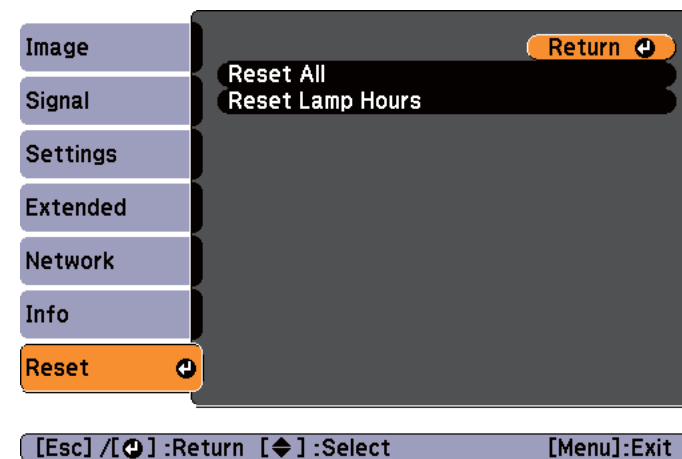 Image
Signal
Settings
Extended
Network
Info
Reset
Return
Reset All
Reset Lamp Hours
[Esc] /[ ] :Return [ ] :Select [Menu]:Exit